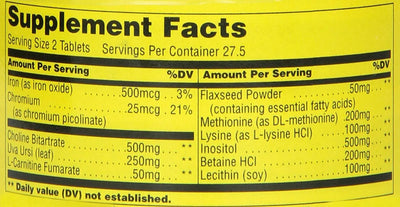 Supplement Facts
Serving Size 2 Tablets Servings Per Container 27.5
Amount Per Serving %DV
Iron (as iron oxide) .500mcg . 3%
Chromium .25mcg . 21%
(as chromium picolinate)
Choline Bitartrate 500mg **
Uva Ursi (leaf) 250mg **
L-Carnitine Fumarate .50mg **
Amount Per Serving %DV
Flaxseed Powder .50mg **
(containing essential fatty acids)
Methionine (as DL-methionine) .200mg **
Lysine (as L-lysine HCl) .100mg **
Inositol .500mg **
Betaine HCl .200mg **
Lecithin (soy) .100mg **
** Daily value (DV) not established.